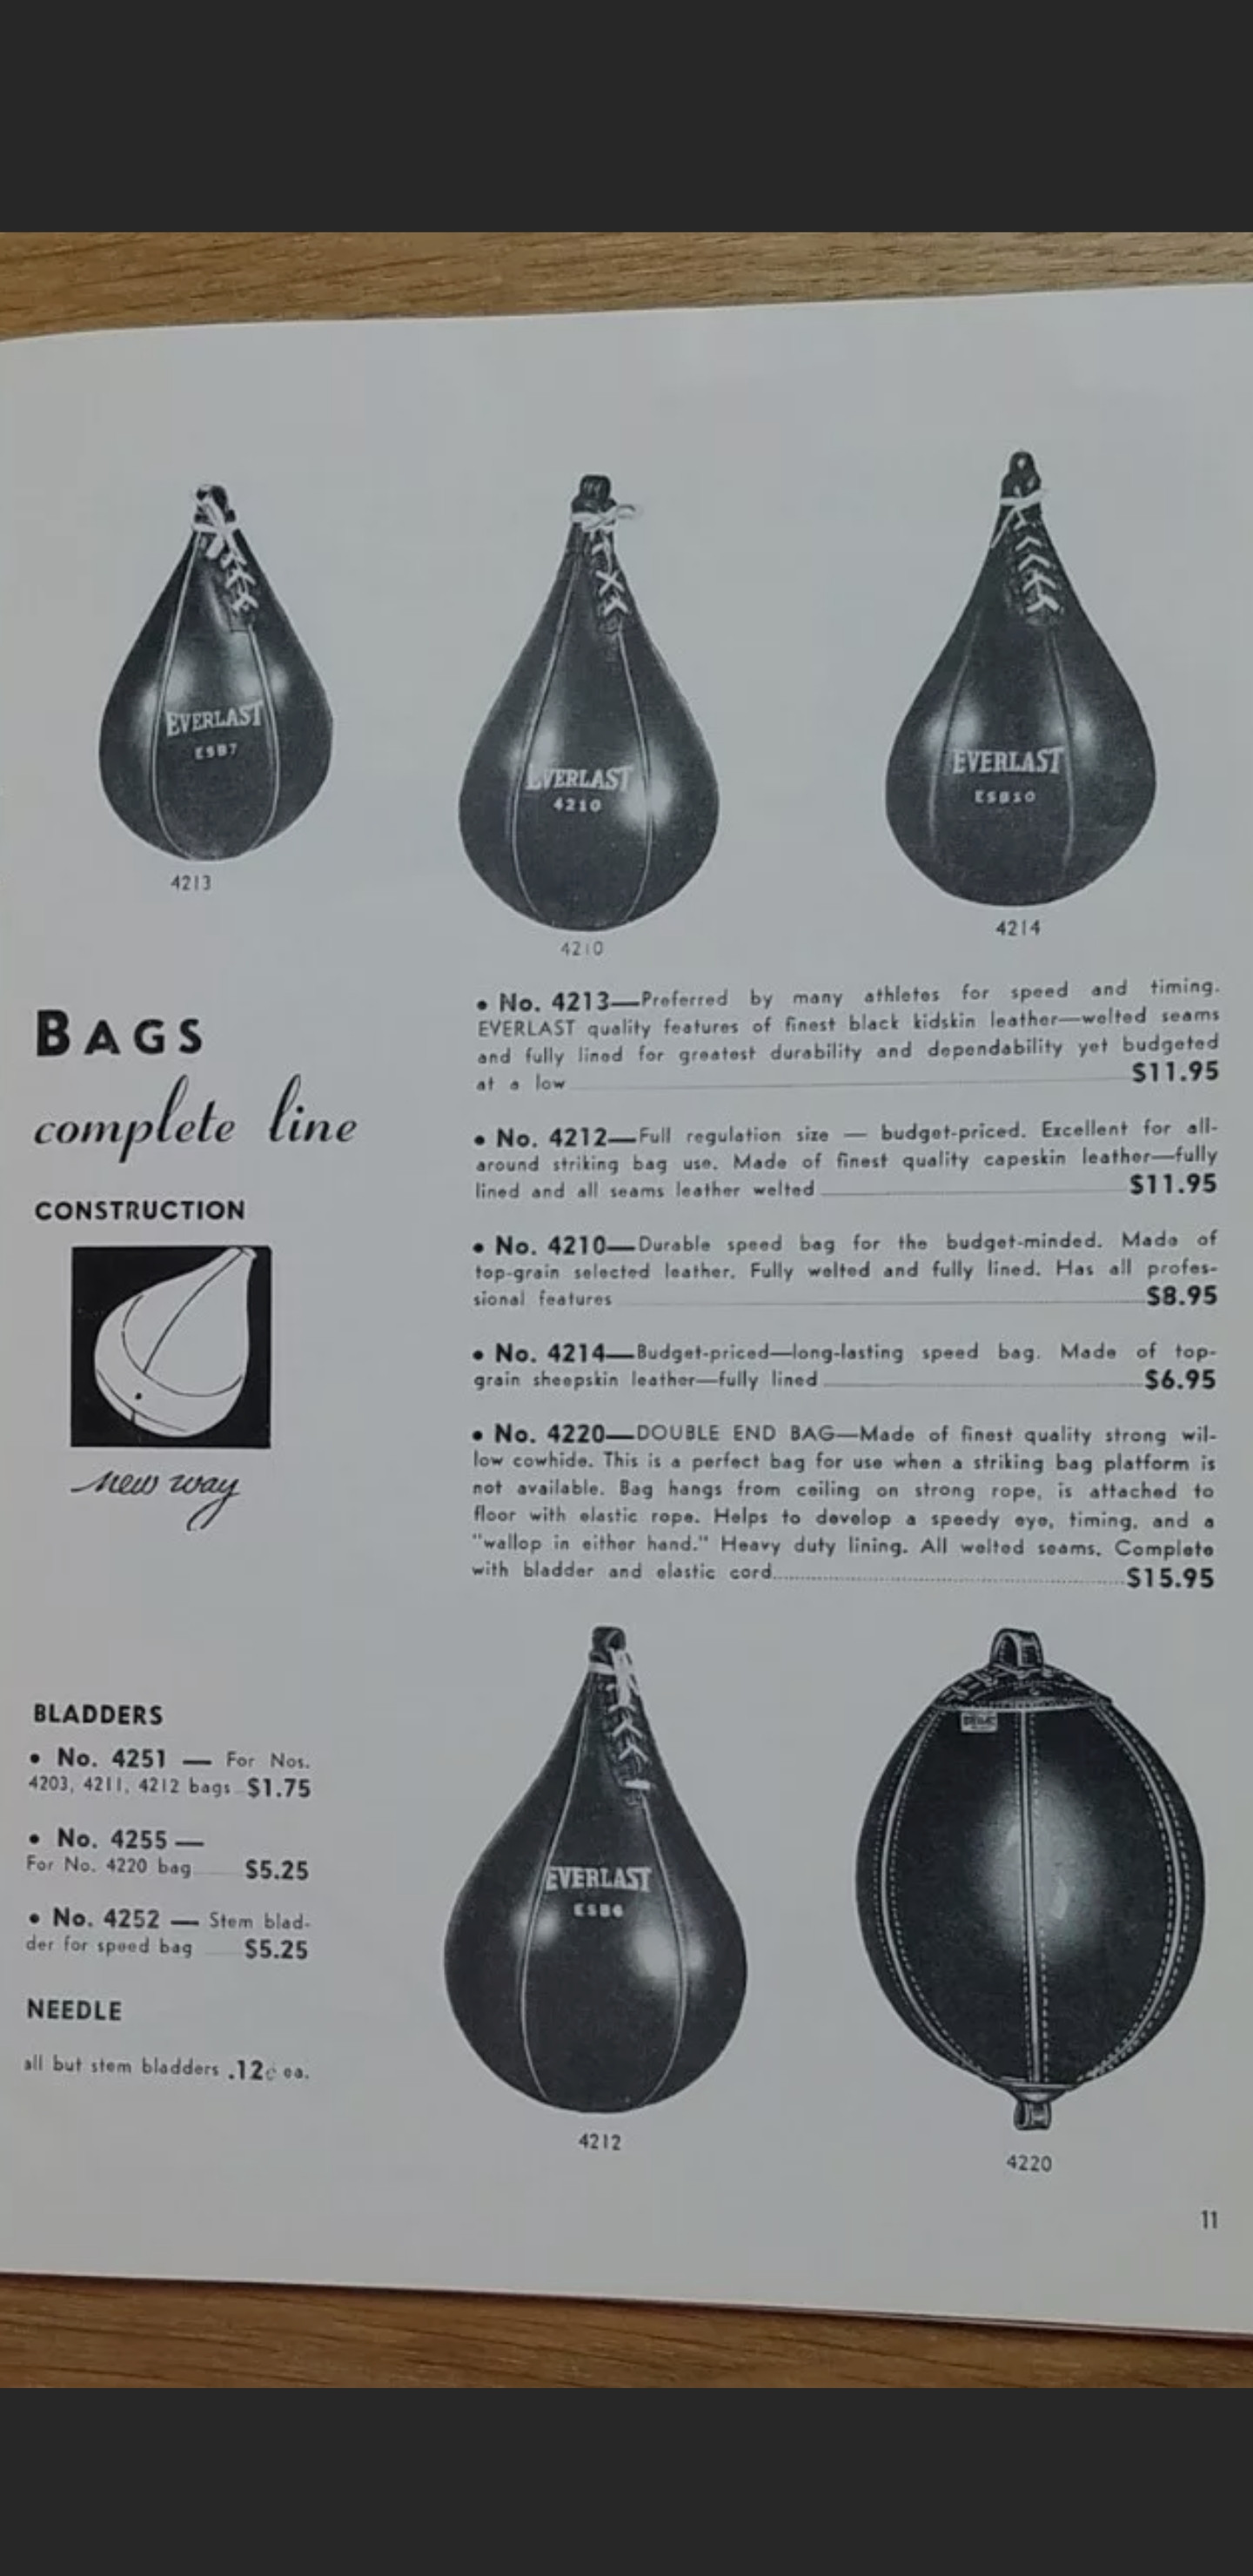 EVERLAST
ESB7
4213
EVERLAST
4210
4210
EVERLAST
ESB10
4214
BAGS
complete line
CONSTRUCTION
new way
• No. 4213—Preferred by many athletes for speed and timing.
EVERLAST quality features of finest black kidskin leather—welted seams
and fully lined for greatest durability and dependability yet budgeted
at a low $11.95
• No. 4212—Full regulation size — budget-priced. Excellent for all-
around striking bag use. Made of finest quality capeskin leather—fully
lined and all seams leather welted $11.95
• No. 4210—Durable speed bag for the budget-minded. Made of
top-grain selected leather. Fully welted and fully lined. Has all profes-
sional features $8.95
• No. 4214—Budget-priced—long-lasting speed bag. Made of top-
grain sheepskin leather—fully lined $6.95
• No. 4220—DOUBLE END BAG—Made of finest quality strong wil-
low cowhide. This is a perfect bag for use when a striking bag platform is
not available. Bag hangs from ceiling on strong rope, is attached to
floor with elastic rope. Helps to develop a speedy eye, timing, and a
"wallop in either hand." Heavy duty lining. All welted seams. Complete
with bladder and elastic cord $15.95
BLADDERS
• No. 4251 — For Nos.
4203, 4211, 4212 bags $1.75
• No. 4255 —
For No. 4220 bag $5.25
• No. 4252 — Stem blad-
der for speed bag $5.25
NEEDLE
all but stem bladders .12¢ ea.
EVERLAST
ESB6
4212
4220
11